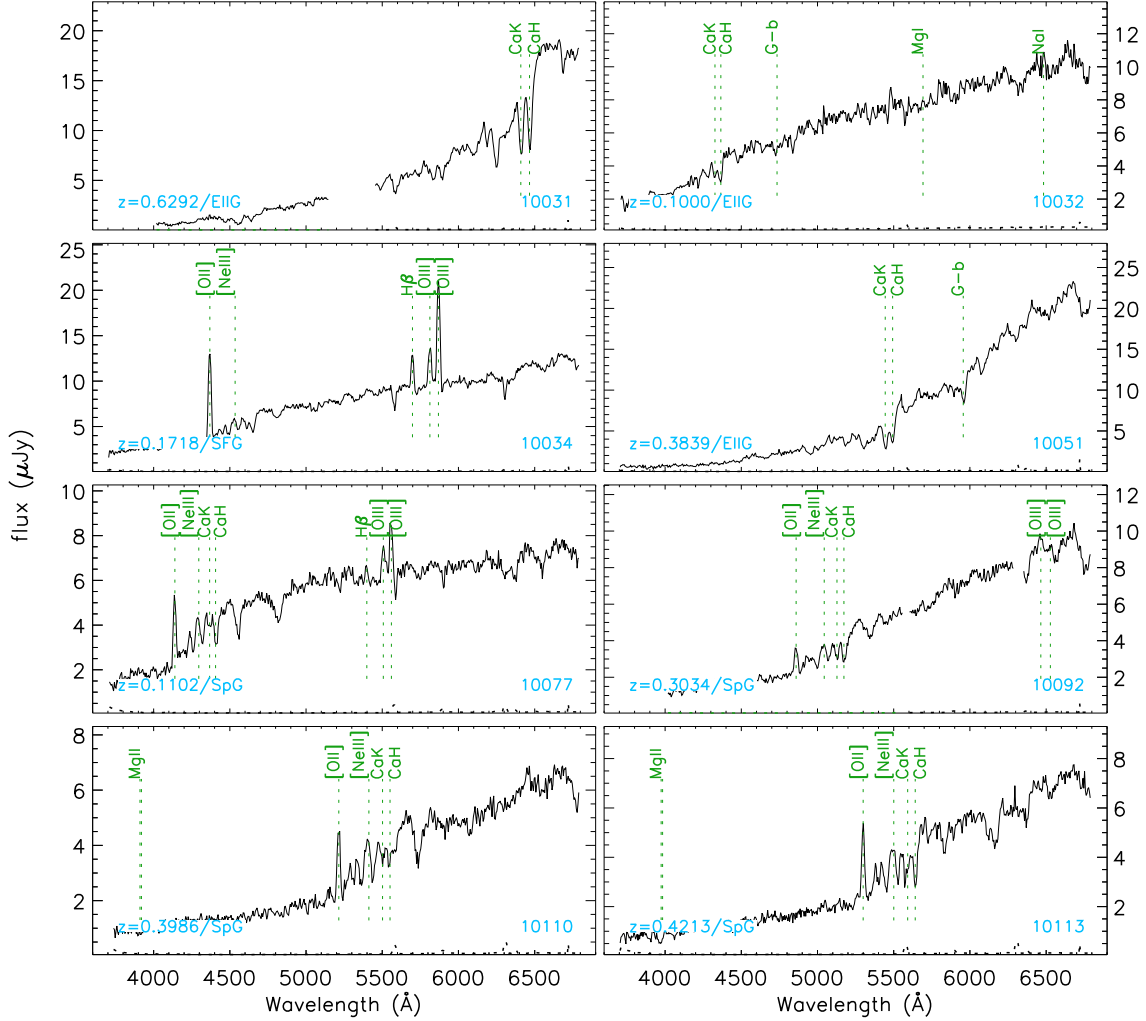 20
15
10
5
CaK
CaH
z=0.6292/EllG
10031
12
10
8
6
4
2
CaK
CaH
G-b
MgI
NaI
z=0.1000/EllG
10032
25
20
15
10
5
[OII]
[NeIII]
Hβ
[OIII]
[OIII]
z=0.1718/SFG
10034
25
20
15
10
5
CaK
CaH
G-b
z=0.3839/EllG
10051
10
8
6
4
2
[OII]
[NeIII]
CaK
CaH
Hβ
[OIII]
[OIII]
z=0.1102/SpG
10077
12
10
8
6
4
2
[OII]
[NeIII]
CaK
CaH
[OIII]
[OIII]
z=0.3034/SpG
10092
8
6
4
2
MgII
[OII]
[NeIII]
CaK
CaH
z=0.3986/SpG
10110
8
6
4
2
MgII
[OII]
[NeIII]
CaK
CaH
z=0.4213/SpG
10113
flux (μJy)
4000 4500 5000 5500 6000 6500
4000 4500 5000 5500 6000 6500
Wavelength (Å)
Wavelength (Å)